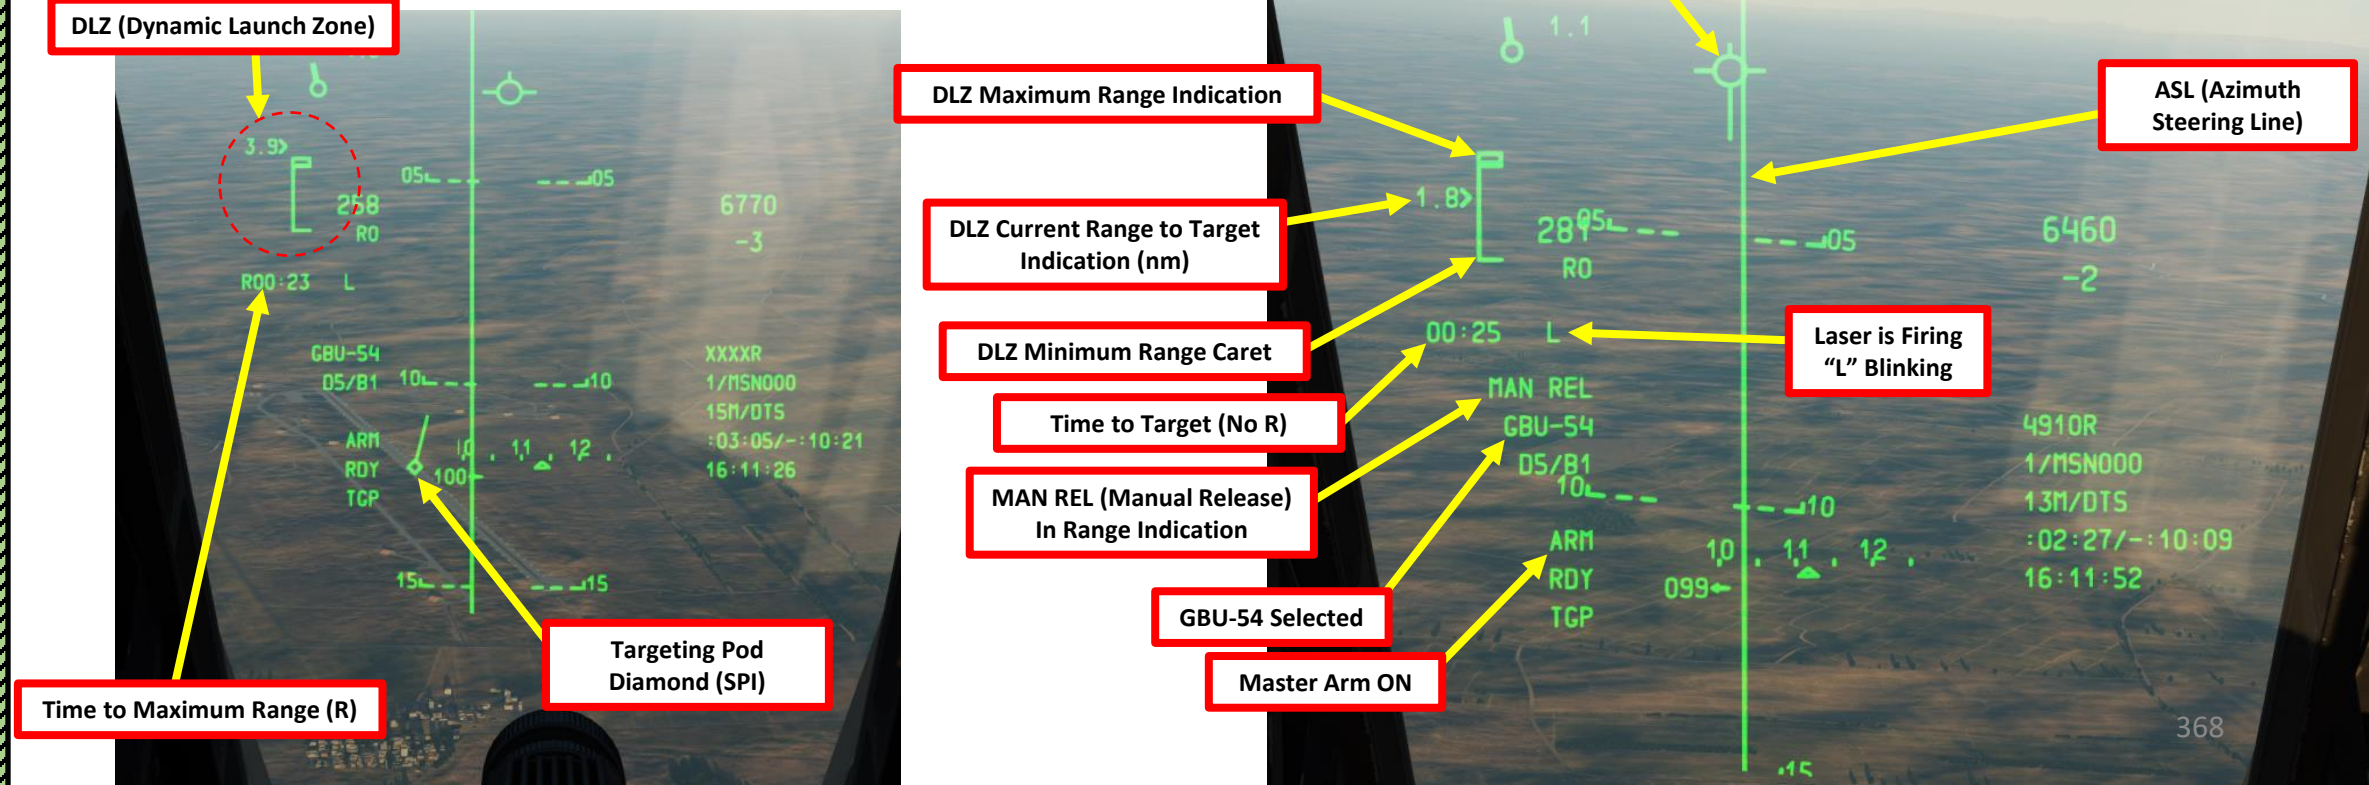 DLZ (Dynamic Launch Zone)
3.9>
258
R0
R00:23 L
05 05
6770
-3
GBU-54
D5/B1
10 10
ARM
RDY
TGP
10 . 11 . 12 .
100
15 15
XXXXR
1/MSN000
15M/DTS
:03:05/-:10:21
16:11:26
Targeting Pod
Diamond (SPI)
Time to Maximum Range (R)
1.1
DLZ Maximum Range Indication
ASL (Azimuth
Steering Line)
1.8>
DLZ Current Range to Target
Indication (nm)
05 05
R0
6460
-2
DLZ Minimum Range Caret
00:25 L
Laser is Firing
“L” Blinking
Time to Target (No R)
MAN REL
GBU-54
D5/B1
10 10
MAN REL (Manual Release)
In Range Indication
4910R
1/MSN000
13M/DTS
:02:27/-:10:09
16:11:52
ARM
RDY
TGP
10 . 11 . 12 .
099
GBU-54 Selected
Master Arm ON
15
368